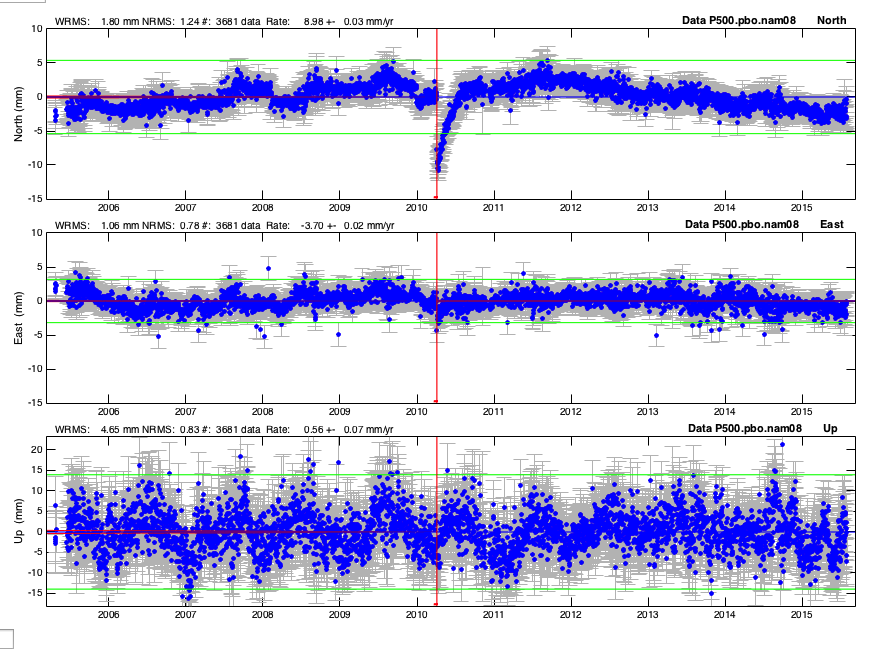 WRMS: 1.80 mm NRMS: 1.24 #: 3681 data Rate: 8.98 +- 0.03 mm/yr Data P500.pbo.nam08 North
10
5
0
-5
-10
-15
North (mm)
2006 2007 2008 2009 2010 2011 2012 2013 2014 2015
WRMS: 1.06 mm NRMS: 0.78 #: 3681 data Rate: -3.70 +- 0.02 mm/yr Data P500.pbo.nam08 East
10
5
0
-5
-10
-15
East (mm)
2006 2007 2008 2009 2010 2011 2012 2013 2014 2015
WRMS: 4.65 mm NRMS: 0.83 #: 3681 data Rate: 0.56 +- 0.07 mm/yr Data P500.pbo.nam08 Up
20
15
10
5
0
-5
-10
-15
Up (mm)
2006 2007 2008 2009 2010 2011 2012 2013 2014 2015